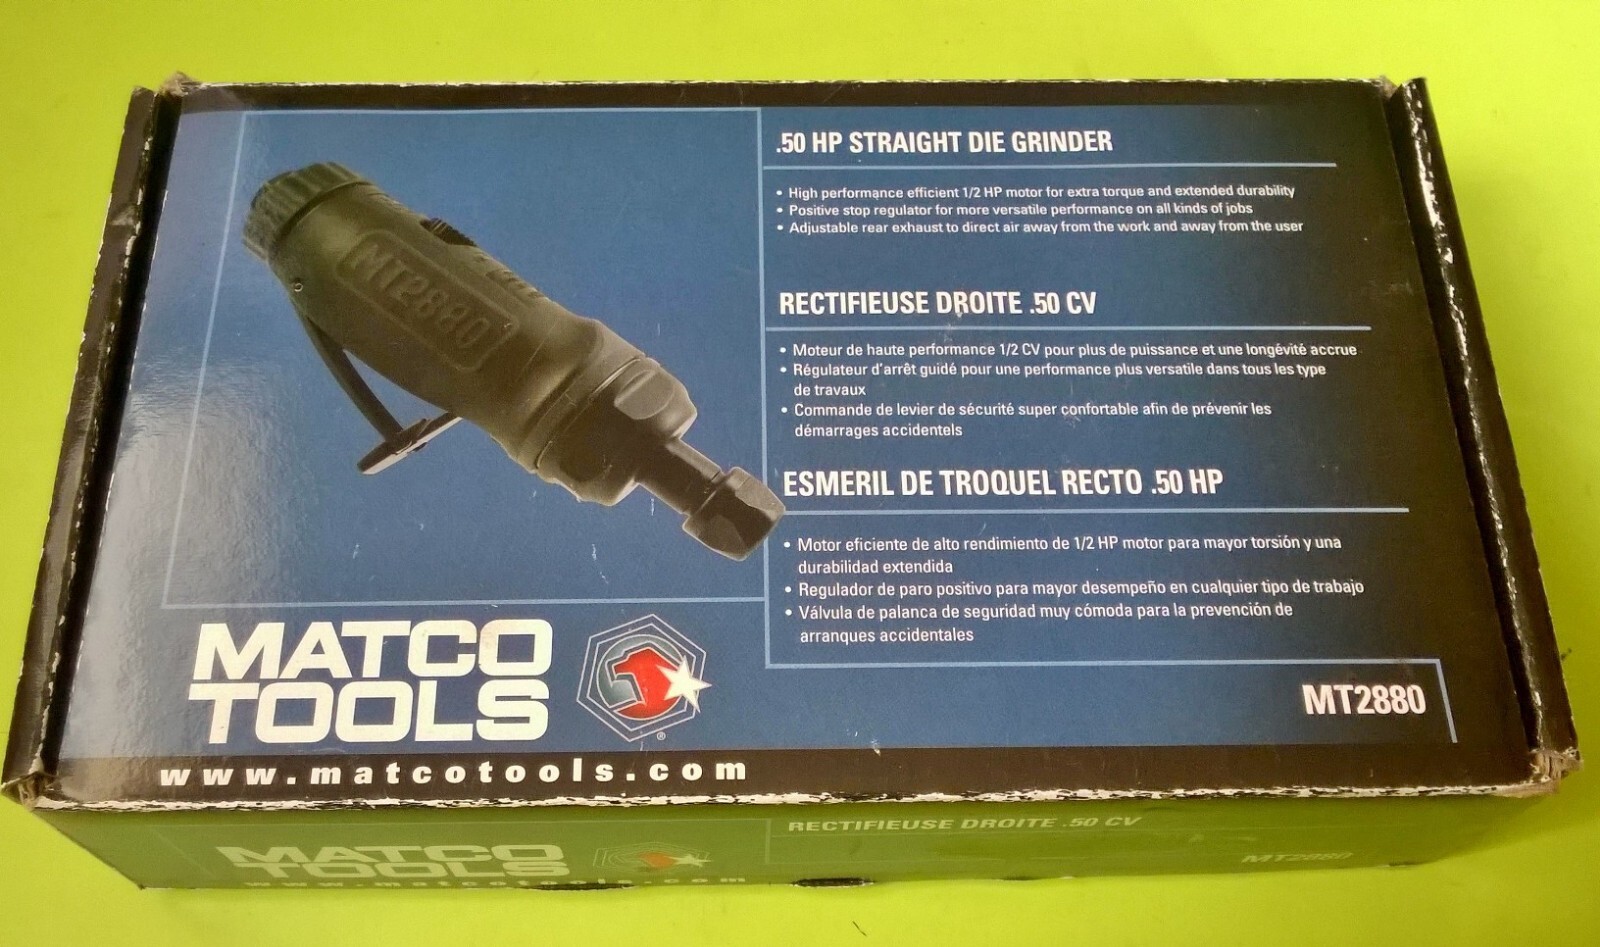 .50 HP STRAIGHT DIE GRINDER
• High performance efficient 1/2 HP motor for extra torque and extended durability
• Positive stop regulator for more versatile performance on all kinds of jobs
• Adjustable rear exhaust to direct air away from the work and away from the user
RECTIFIEUSE DROITE .50 CV
• Moteur de haute performance 1/2 CV pour plus de puissance et une longévité accrue
• Régulateur d'arrêt guidé pour une performance plus versatile dans tous les type
de travaux
• Commande de levier de sécurité super confortable afin de prévenir les
démarrages accidentels
ESMERIL DE TROQUEL RECTO .50 HP
• Motor eficiente de alto rendimiento de 1/2 HP motor para mayor torsión y una
durabilidad extendida
• Regulador de paro positivo para mayor desempeño en cualquier tipo de trabajo
• Válvula de palanca de seguridad muy cómoda para la prevención de
arranques accidentales
MT2880
MT2880
MATCO
TOOLS
®
www.matcotools.com
RECTIFIEUSE DROITE .50 CV
MATCO
TOOLS
MT2880
www.matcotools.com